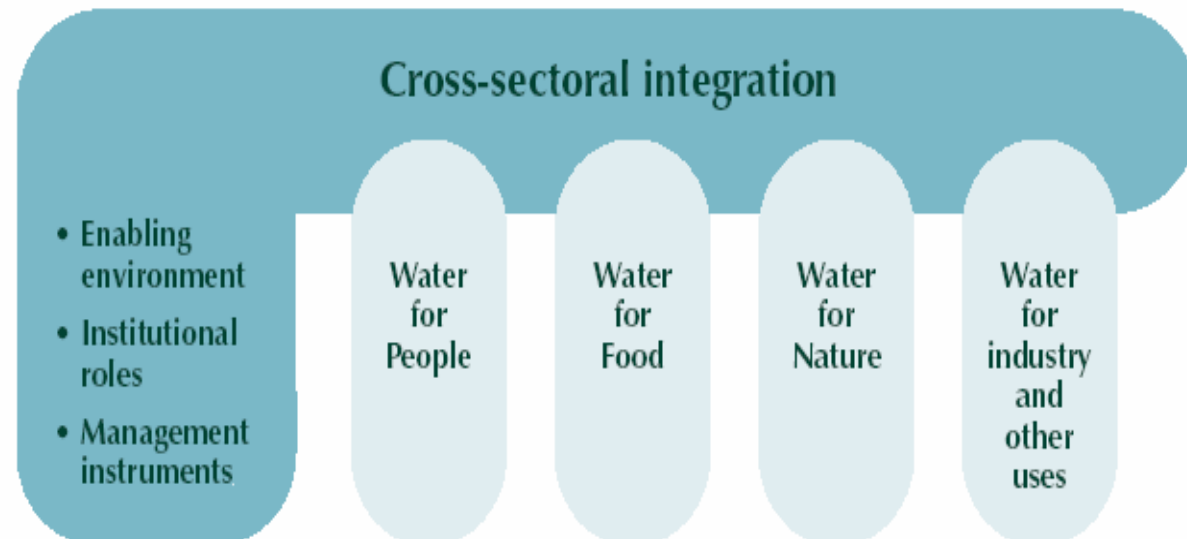 Cross-sectoral integration
• Enabling
environment
• Institutional
roles
• Management
instruments
Water
for
People
Water
for
Food
Water
for
Nature
Water
for
industry
and
other
uses